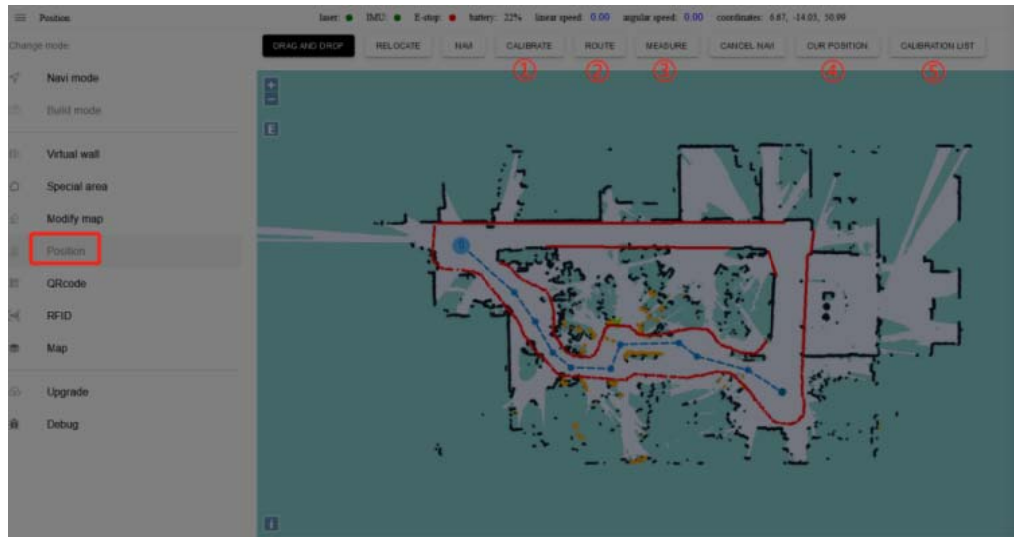 Position laser: IMU: E-stop: battery: 22% linear speed: 0.00 angular speed: 0.00 coordinates: 6.67, -14.03, 50.99
Change mode
DRAG AND DROP RELOCATE NAVI CALIBRATE ROUTE MEASURE CANCEL NAVI CUR POSITION CALIBRATION LIST
① ② ③ ④ ⑤
Navi mode
+
Build mode
−
E
Virtual wall
Special area
Modify map
Position
QRcode
RFID
Map
Upgrade
Debug
i